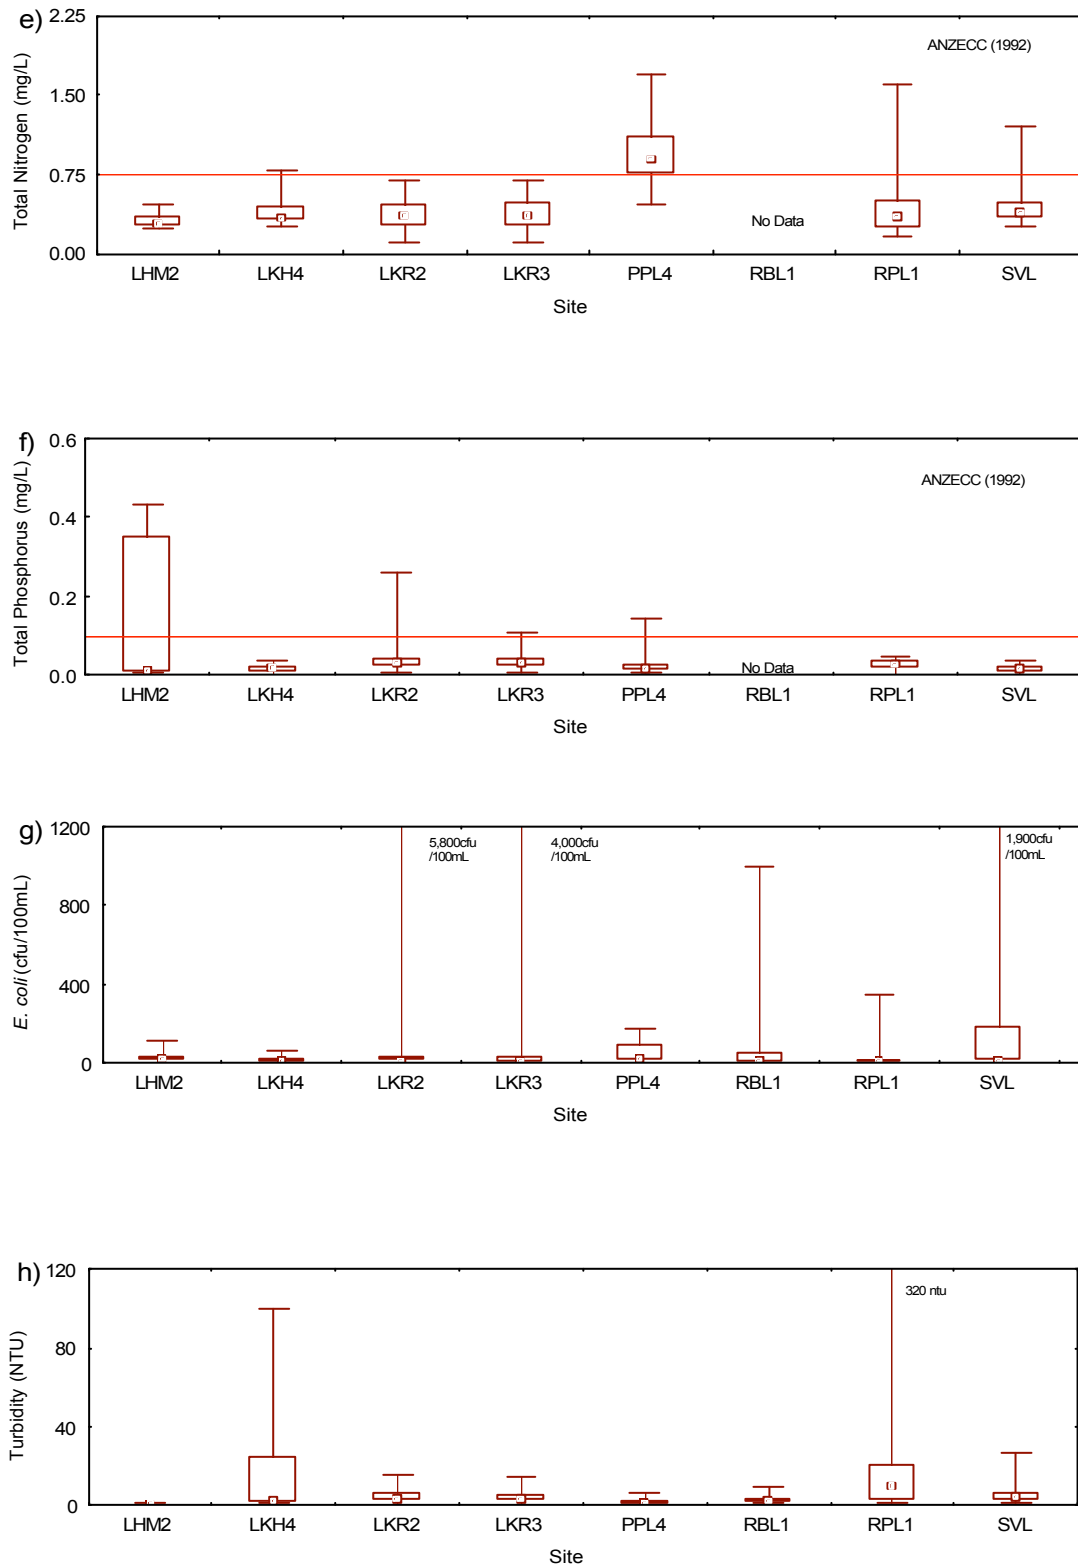 e)
Total Nitrogen (mg/L)
2.25
1.50
0.75
0.00
ANZECC (1992)
No Data
LHM2 LKH4 LKR2 LKR3 PPL4 RBL1 RPL1 SVL
Site
f)
Total Phosphorus (mg/L)
0.6
0.4
0.2
0.0
ANZECC (1992)
No Data
LHM2 LKH4 LKR2 LKR3 PPL4 RBL1 RPL1 SVL
Site
g)
E. coli (cfu/100mL)
1200
800
400
0
5,800cfu
/100mL
4,000cfu
/100mL
1,900cfu
/100mL
LHM2 LKH4 LKR2 LKR3 PPL4 RBL1 RPL1 SVL
Site
h)
Turbidity (NTU)
120
80
40
0
320 ntu
LHM2 LKH4 LKR2 LKR3 PPL4 RBL1 RPL1 SVL
Site